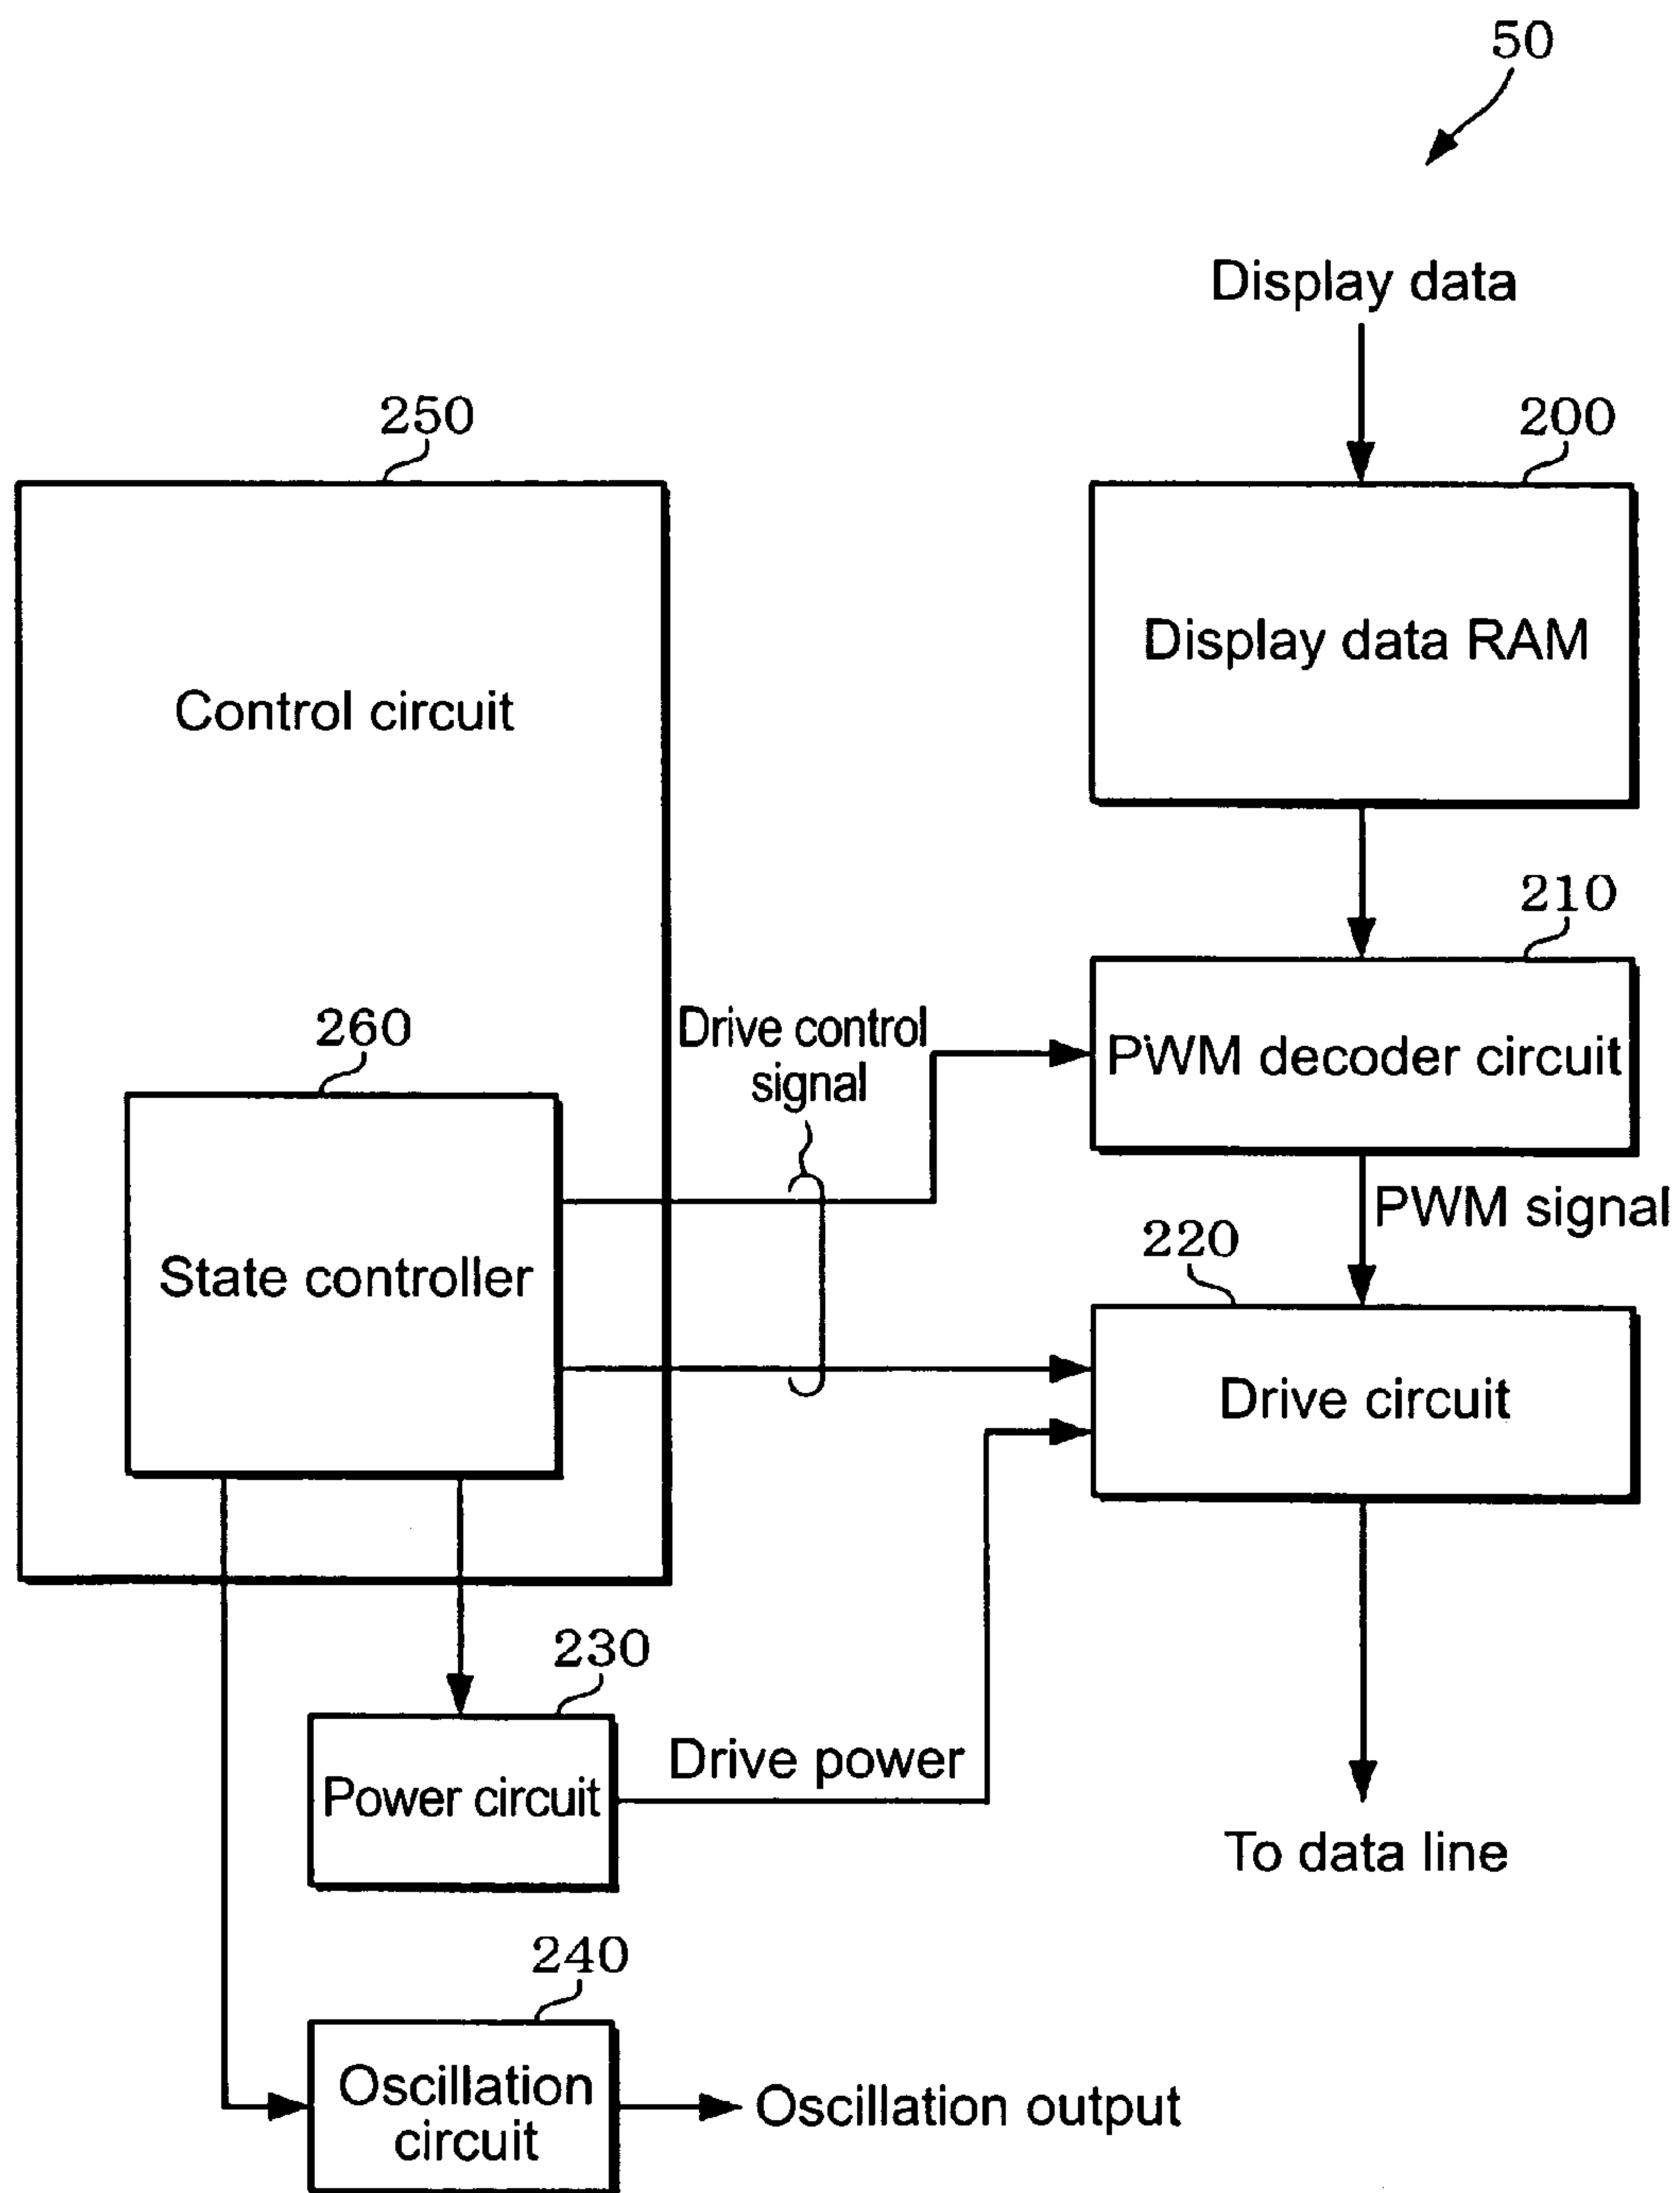 50
Display data
250
200
Display data RAM
Control circuit
210
260
Drive control
signal
PWM decoder circuit
PWM signal
220
State controller
Drive circuit
230
Drive power
Power circuit
To data line
240
Oscillation
circuit
Oscillation output